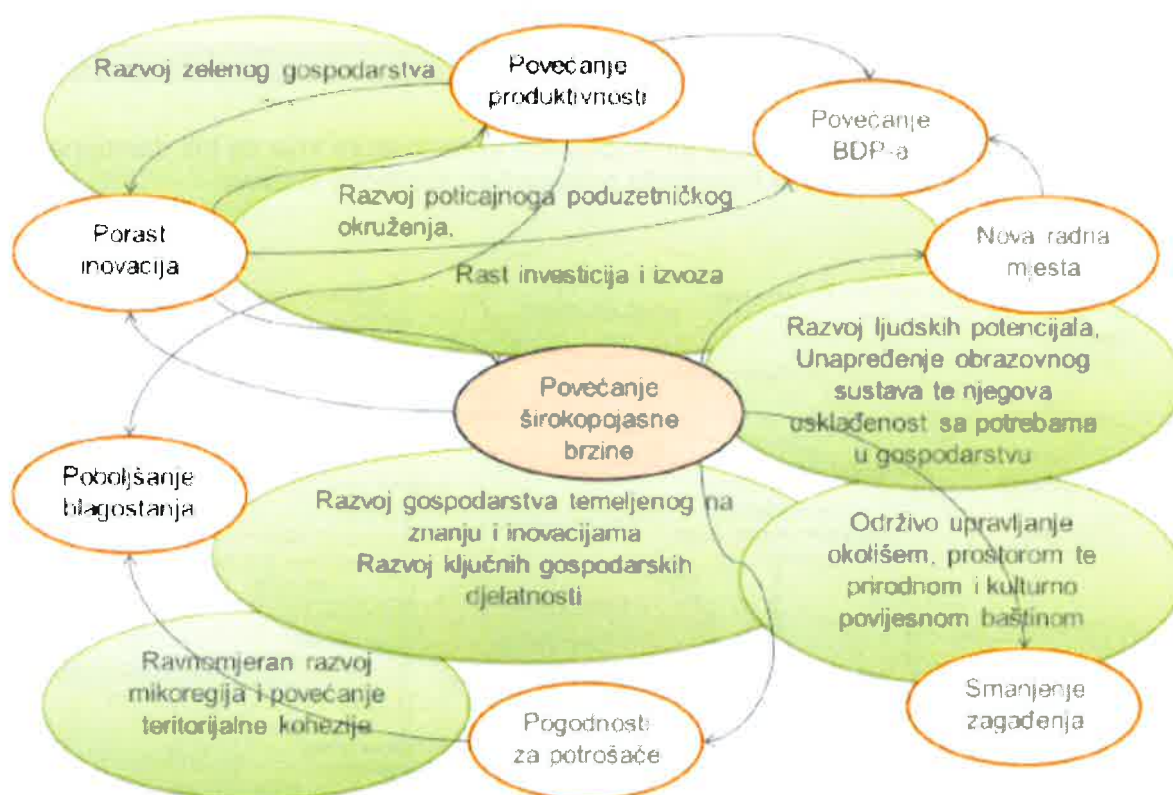 Razvoj zelenog gospodarstva
Povećanje
produktivnosti
Povećanje
BDP-a
Razvoj poticajnoga poduzetničkog
okruženja,
Rast investicija i izvoza
Porast
inovacija
Nova radna
mjesta
Razvoj ljudskih potencijala,
Unapređenje obrazovnog
sustava te njegova
usklađenost sa potrebama
u gospodarstvu
Povećanje
širokopojasne
brzine
Poboljšanje
blagostanja
Razvoj gospodarstva temeljenog na
znanju i inovacijama
Razvoj ključnih gospodarskih
djelatnosti
Održivo upravljanje
okolišem, prostorom te
prirodnom i kulturno
povijesnom baštinom
Ravnomjeran razvoj
mikoregija i povećanje
teritorijalne kohezije
Pogodnosti
za potrošače
Smanjenje
zagađenja